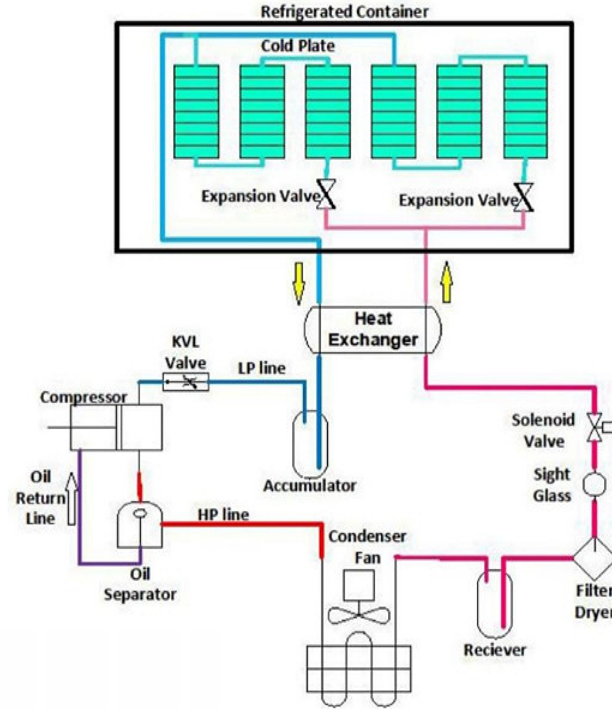 Refrigerated Container
Cold Plate
Expansion Valve
Expansion Valve
Heat
Exchanger
KVL
Valve
LP line
Compressor
Solenoid
Valve
Accumulator
Sight
Glass
Oil
Return
Line
HP line
Condenser
Fan
Oil
Separator
Filter
Dryer
Reciever